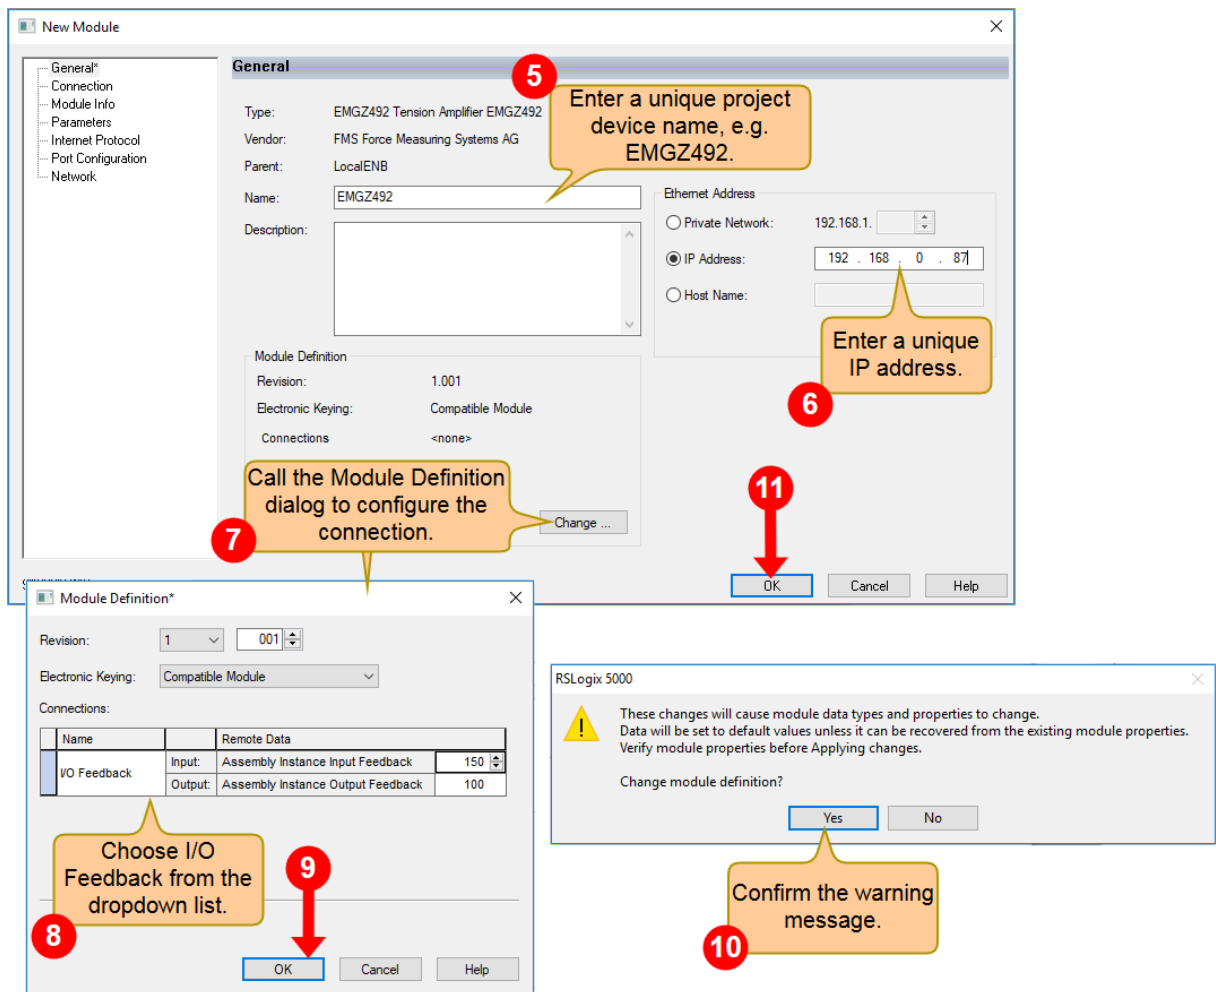 New Module
General*
Connection
Module Info
Parameters
Internet Protocol
Port Configuration
Network
General
5
Enter a unique project
device name, e.g.
EMGZ492.
Type: EMGZ492 Tension Amplifier EMGZ492
Vendor: FMS Force Measuring Systems AG
Parent: LocalENB
Name: EMGZ492
Description:
Ethernet Address
Private Network: 192.168.1.
IP Address: 192 . 168 . 0 . 87
Host Name:
Enter a unique
IP address.
6
Module Definition
Revision: 1.001
Electronic Keying: Compatible Module
Connections <none>
Call the Module Definition
dialog to configure the
connection.
7
Change ...
11
OK Cancel Help
Module Definition*
Revision: 1 001
Electronic Keying: Compatible Module
Connections:
Name Remote Data
I/O Feedback
Input: Assembly Instance Input Feedback 150
Output: Assembly Instance Output Feedback 100
Choose I/O
Feedback from the
dropdown list.
8
9
OK Cancel Help
RSLogix 5000
These changes will cause module data types and properties to change.
Data will be set to default values unless it can be recovered from the existing module properties.
Verify module properties before Applying changes.
Change module definition?
Yes No
Confirm the warning
message.
10